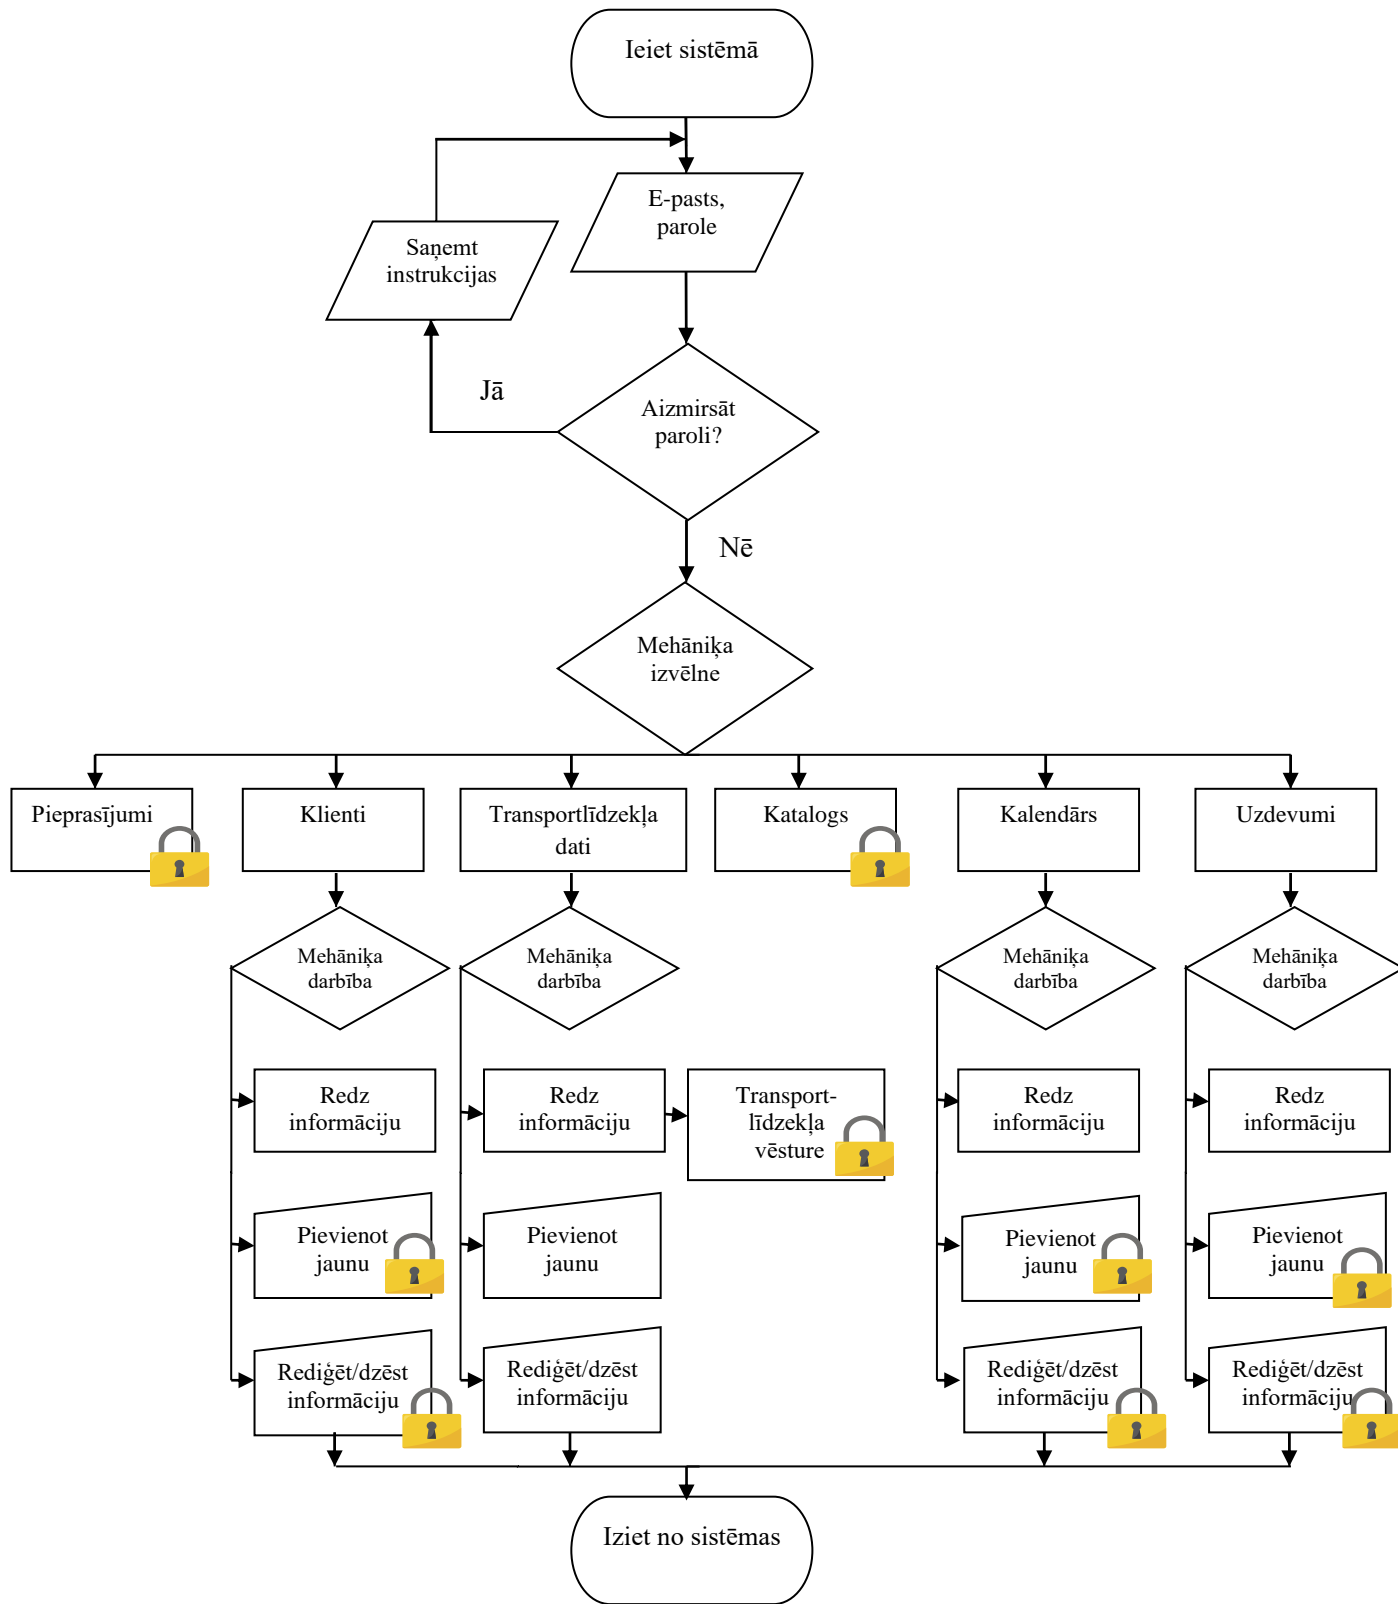 Ieiet sistēmā
E-pasts,
parole
Saņemt
instrukcijas
Jā
Aizmirsāt
paroli?
Nē
Mehāniķa
izvēlne
Pieprasījumi
Klienti
Transportlīdzekļa
dati
Katalogs
Kalendārs
Uzdevumi
Mehāniķa
darbība
Mehāniķa
darbība
Mehāniķa
darbība
Mehāniķa
darbība
Redz
informāciju
Redz
informāciju
Transport-
līdzekļa
vēsture
Redz
informāciju
Redz
informāciju
Pievienot
jaunu
Pievienot
jaunu
Pievienot
jaunu
Pievienot
jaunu
Rediģēt/dzēst
informāciju
Rediģēt/dzēst
informāciju
Rediģēt/dzēst
informāciju
Rediģēt/dzēst
informāciju
Iziet no sistēmas